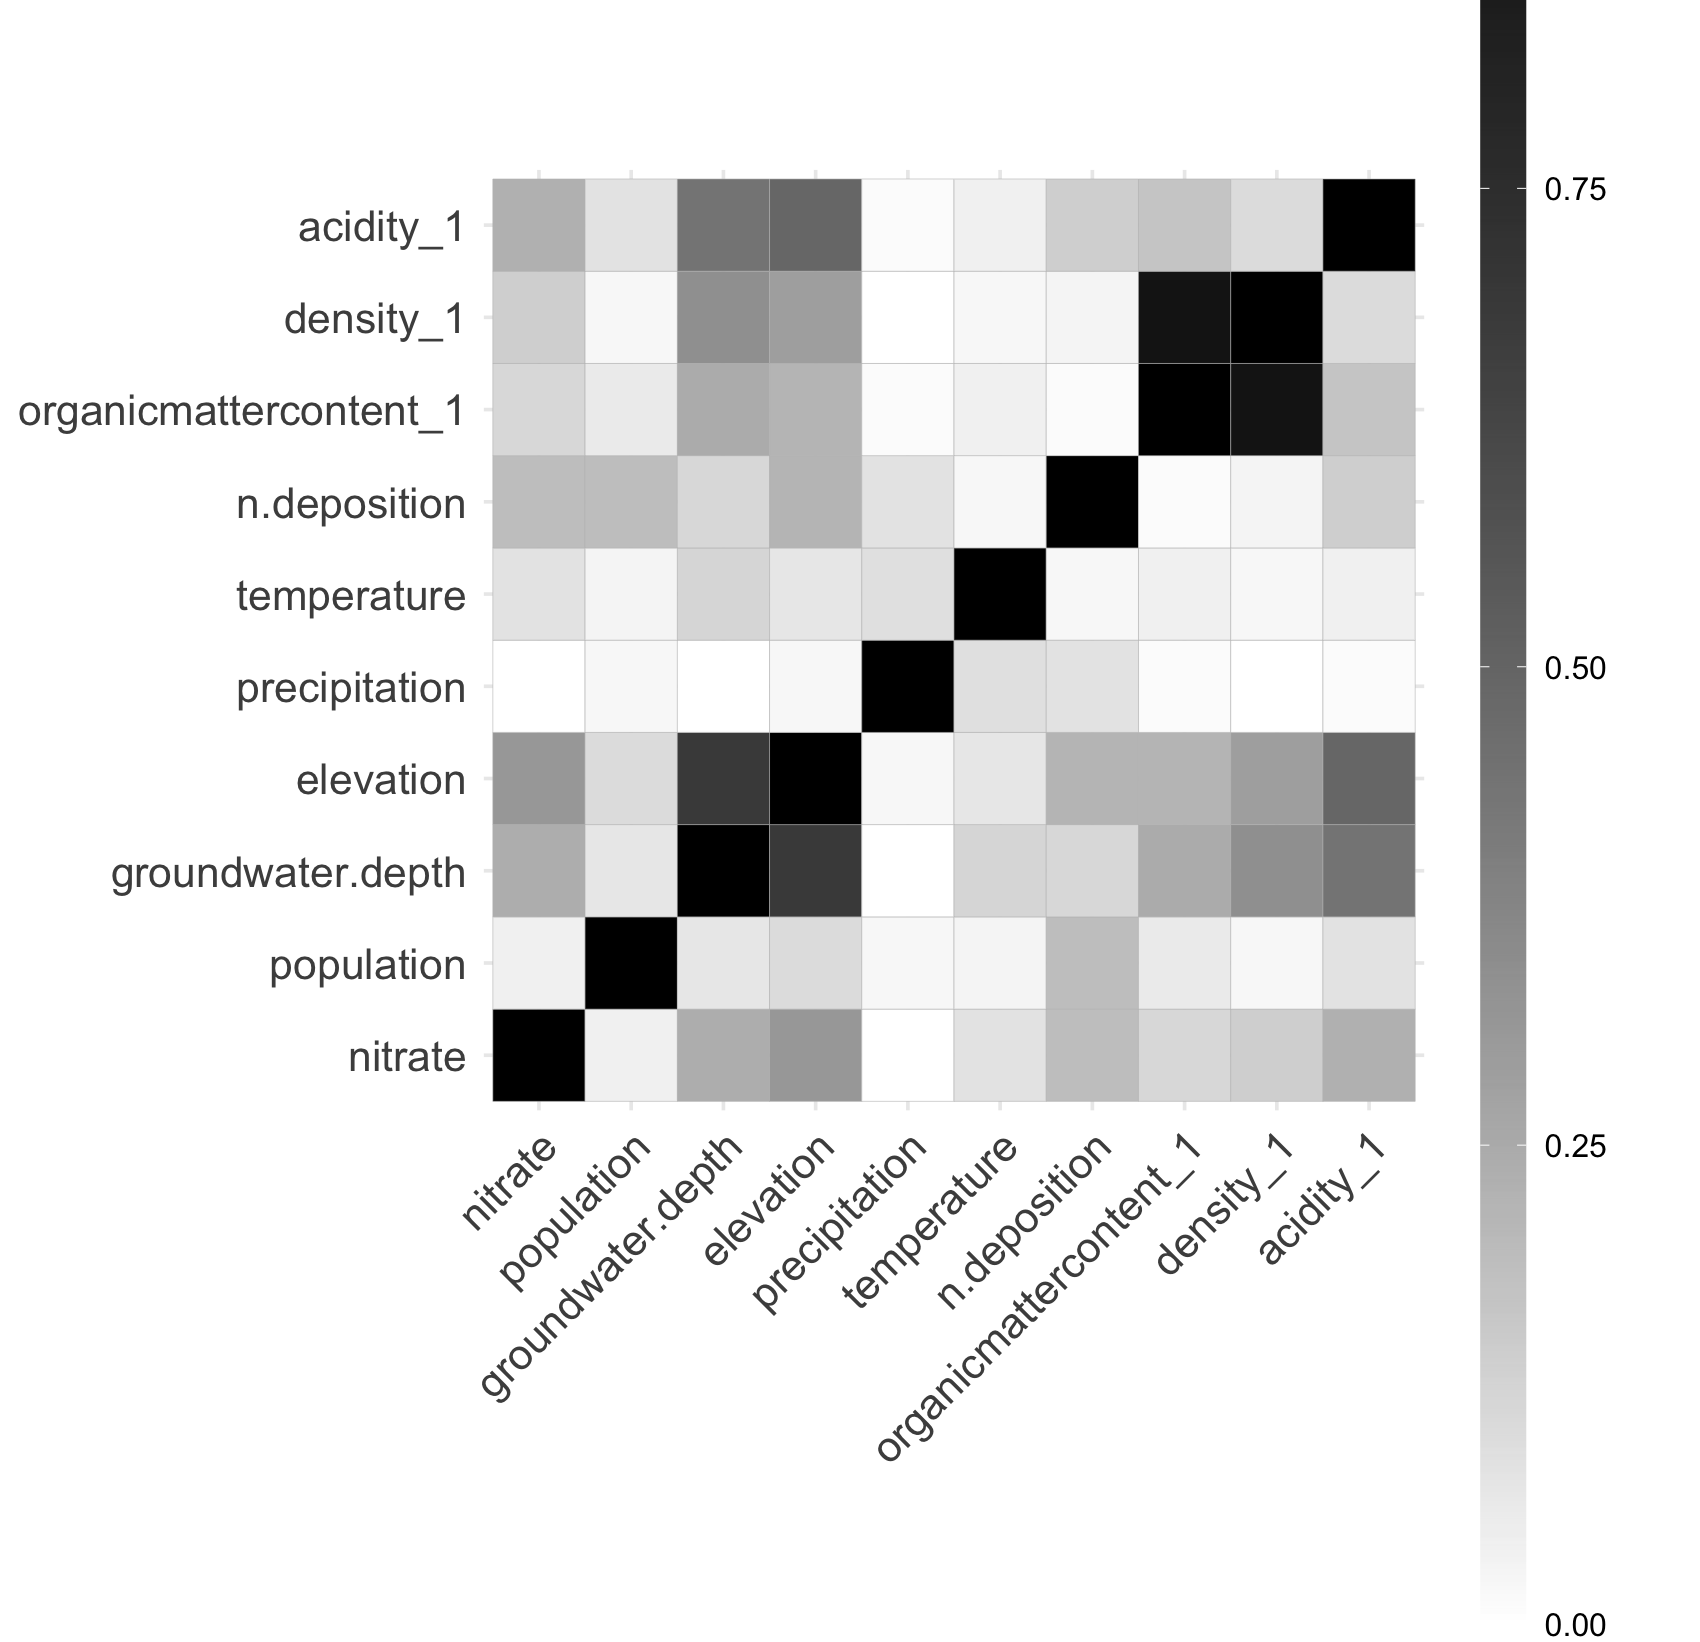 0.75
acidity_1
density_1
organicmattercontent_1
n.deposition
temperature
0.50
precipitation
elevation
groundwater.depth
population
nitrate
0.25
nitrate
population
groundwater.depth
elevation
precipitation
temperature
n.deposition
organicmattercontent_1
density_1
acidity_1
0.00